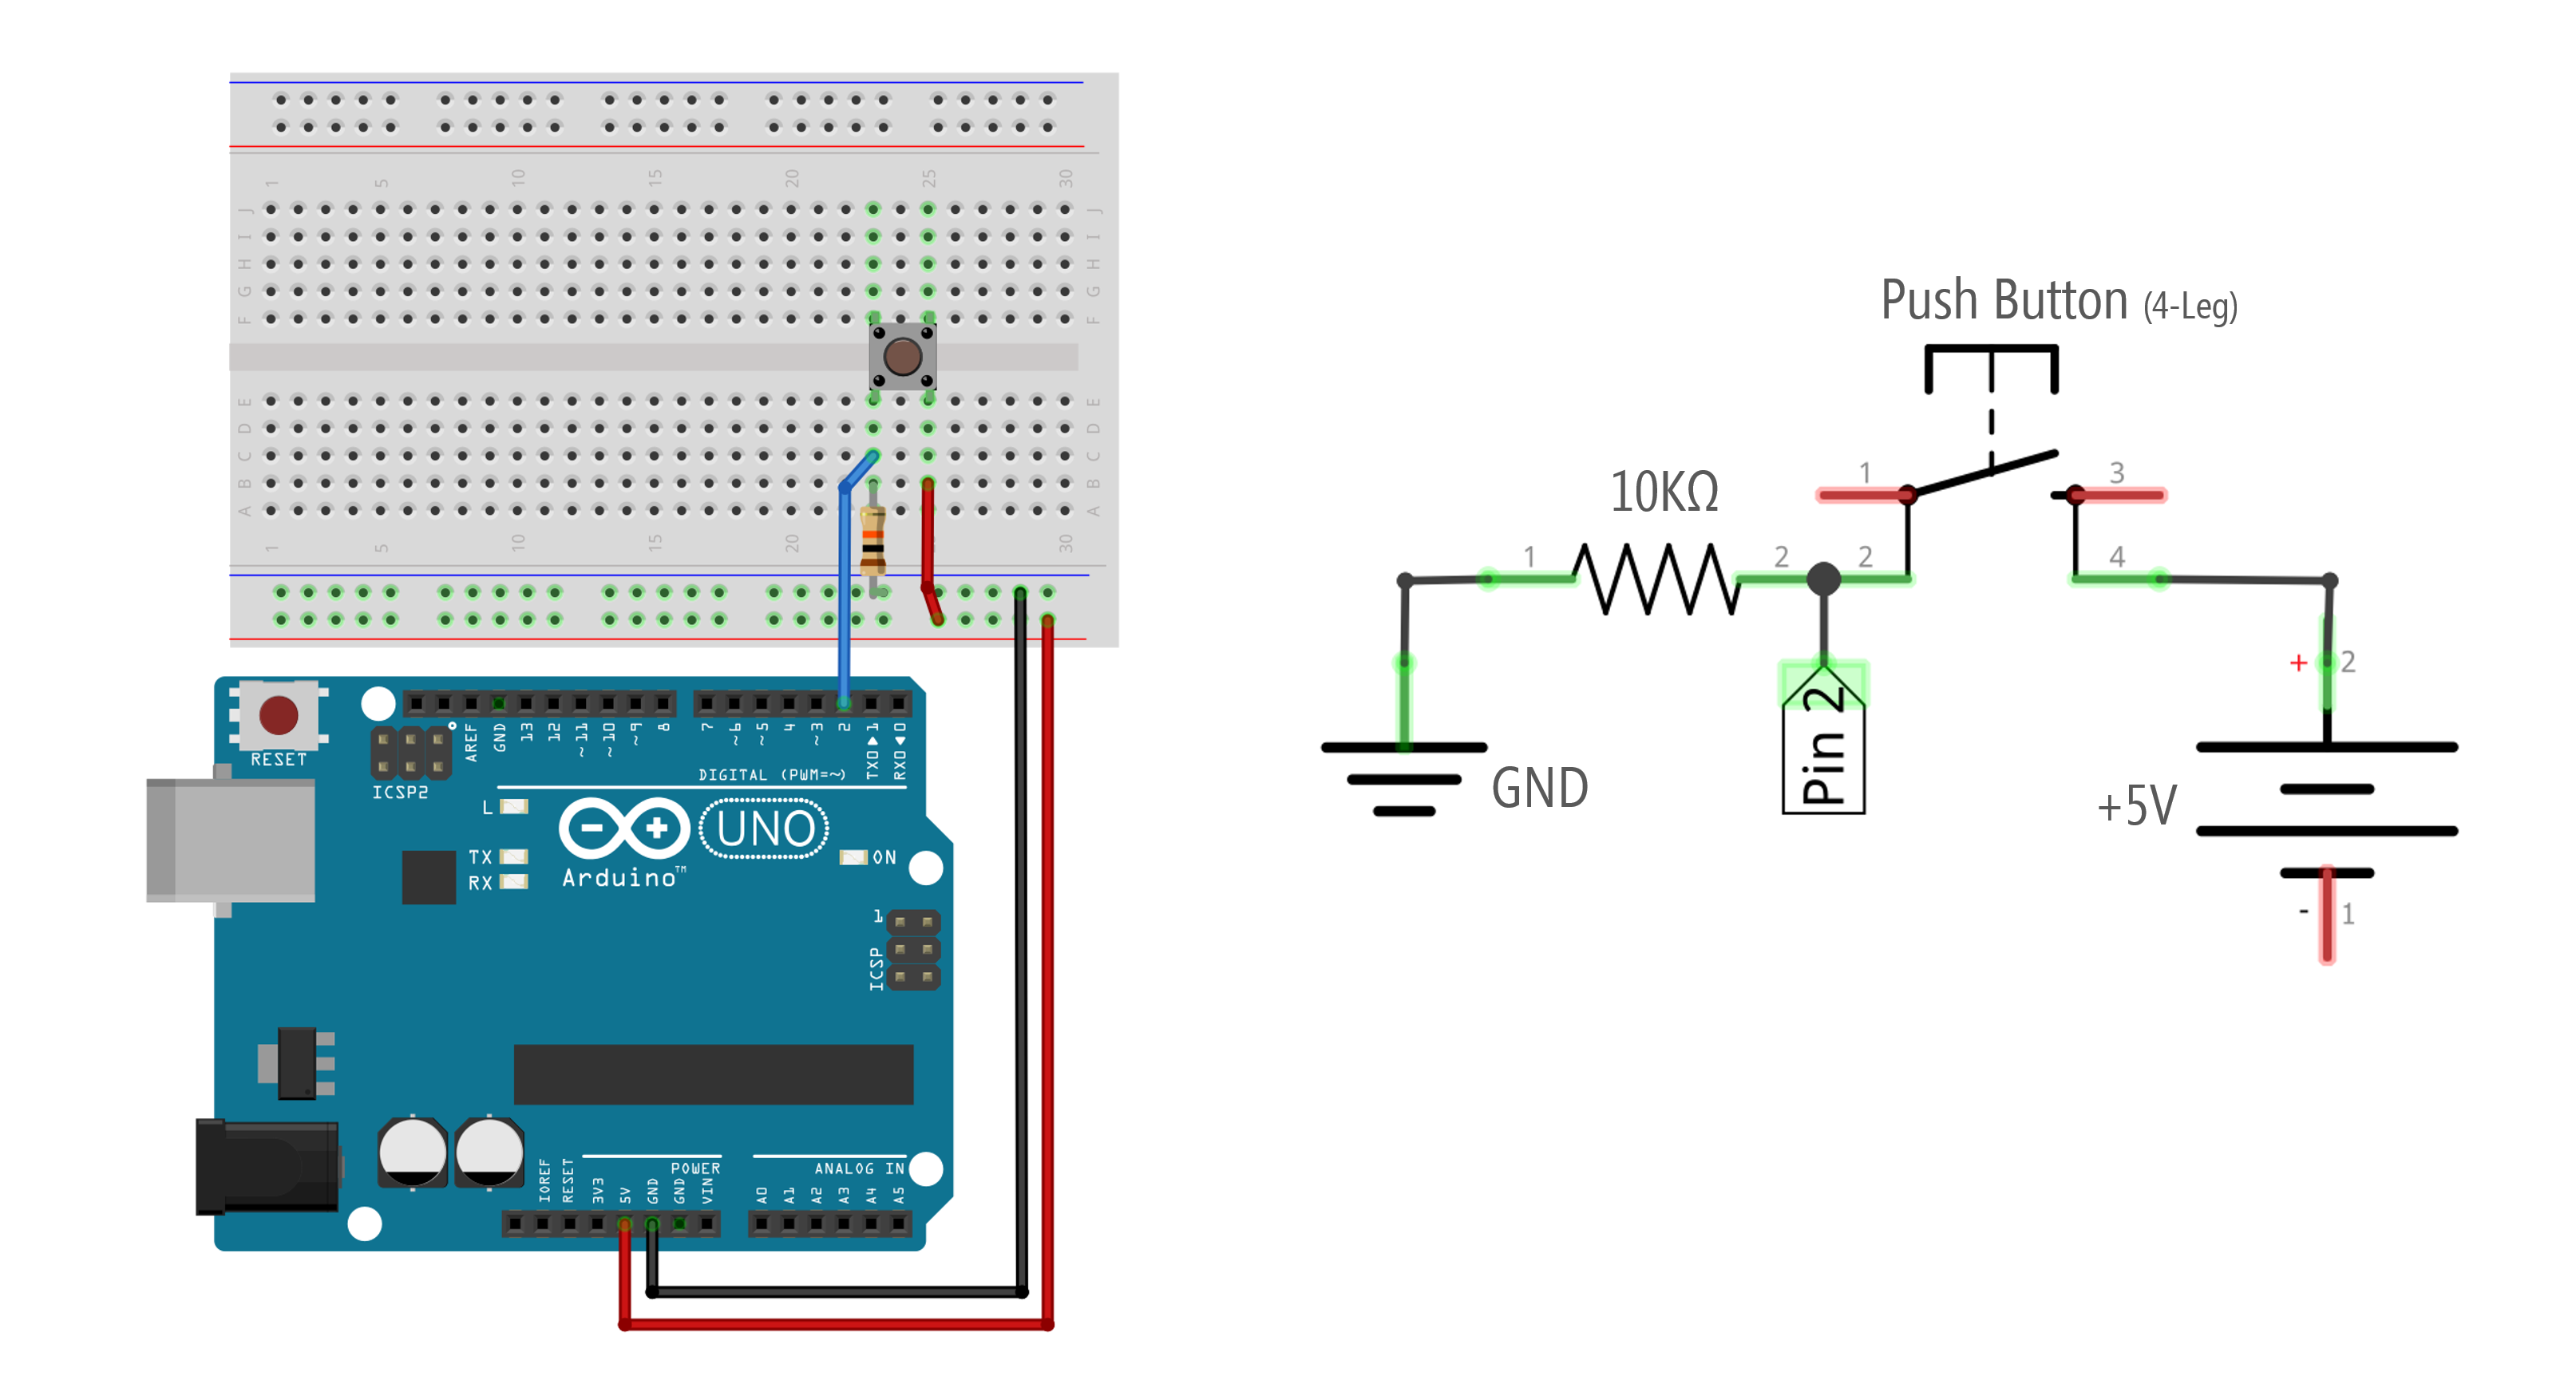 1 5 10 15 20 25 30
J J
I I
H H
G G
F F
E E
D D
C C
B B
A A
1 5 10 15 20 30
RESET
ICSP2
AREF GND 13 12 ~11 ~10 ~9 8 7 ~6 ~5 4 ~3 2 TXO 1 RXO 0
DIGITAL (PWM=~)
L
TX
RX
UNO
Arduino™
ON
1
ICSP
POWER
ANALOG IN
IOREF RESET 3V3 5V GND GND VIN A0 A1 A2 A3 A4 A5
Push Button (4-Leg)
10KΩ
1 3
1 2 2 4
GND
Pin 2
+ 2
+5V
- 1